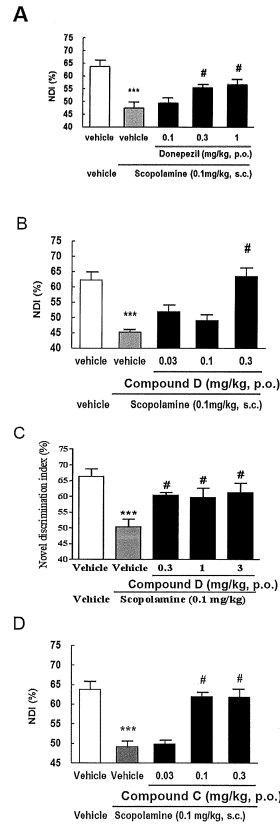 A
NDI (%)
75
70
65
60
55
50
45
40
***
#
#
vehicle vehicle 0.1 0.3 1
Donepezil (mg/kg, p.o.)
vehicle Scopolamine (0.1mg/kg, s.c.)
B
NDI (%)
75
70
65
60
55
50
45
40
***
#
vehicle vehicle 0.03 0.1 0.3
Compound D (mg/kg, p.o.)
vehicle Scopolamine (0.1mg/kg, s.c.)
C
Novel discrimination index (%)
75
70
65
60
55
50
45
40
***
#
#
#
Vehicle Vehicle 0.3 1 3
Compound D (mg/kg, p.o.)
Vehicle Scopolamine (0.1 mg/kg)
D
NDI (%)
75
70
65
60
55
50
45
***
#
#
Vehicle Vehicle 0.03 0.1 0.3
Compound C (mg/kg, p.o.)
Vehicle Scopolamine (0.1 mg/kg, s.c.)